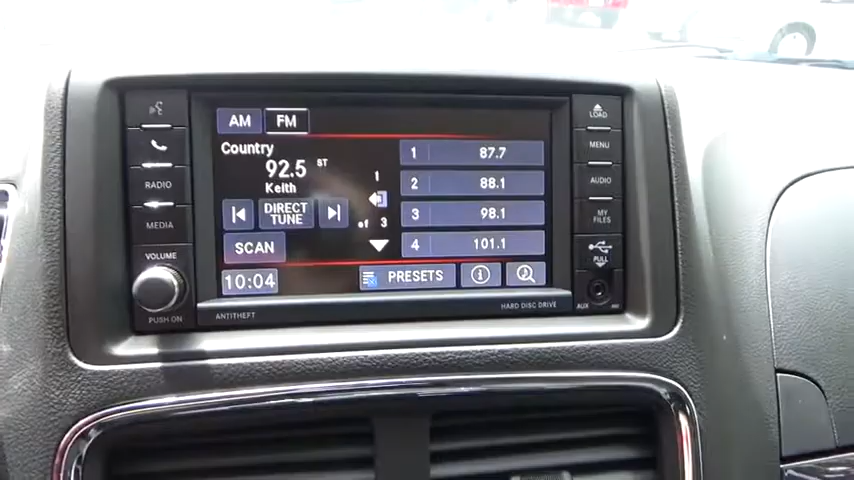 AM FM
Country
92.5 ST
Keith
DIRECT
TUNE
SCAN
10:04
1
of 3
1 87.7
2 88.1
3 98.1
4 101.1
PRESETS
RADIO
MEDIA
VOLUME
PUSH ON
LOAD
MENU
AUDIO
MY
FILES
PULL
AUX
ANTITHEFT
HARD DISC DRIVE